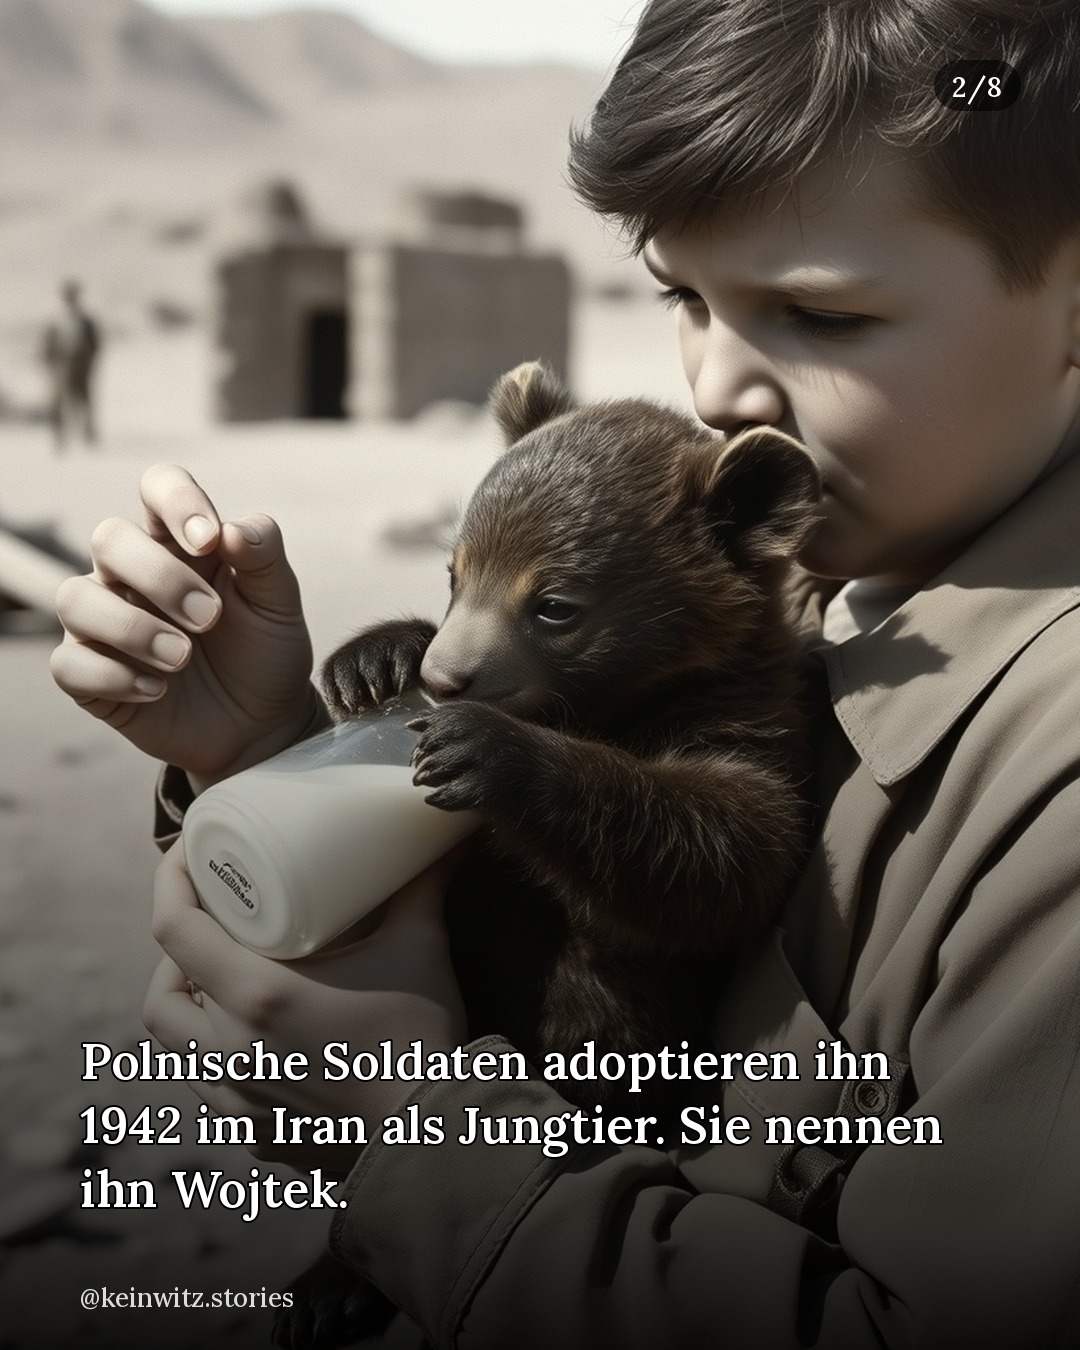 2/8
Polnische Soldaten adoptieren ihn
1942 im Iran als Jungtier. Sie nennen
ihn Wojtek.
@keinwitz.stories